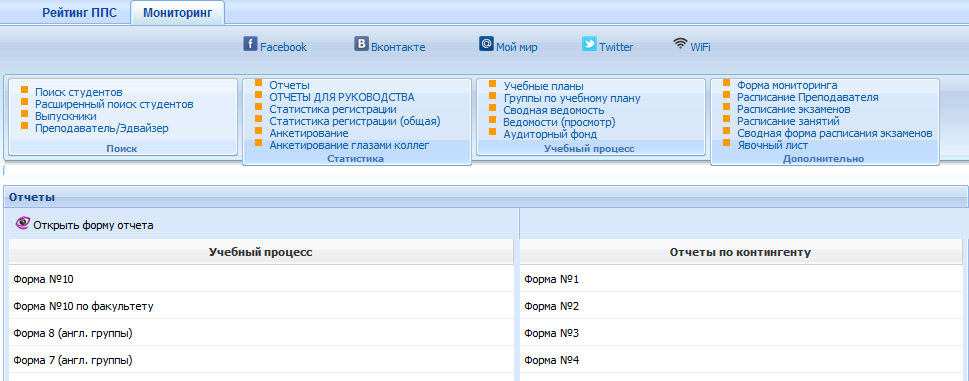 Рейтинг ППС
Мониторинг
Facebook
Вконтакте
Мой мир
Twitter
WiFi
Поиск студентов
Расширенный поиск студентов
Выпускники
Преподаватель/Эдвайзер
Поиск
Отчеты
ОТЧЕТЫ ДЛЯ РУКОВОДСТВА
Статистика регистрации
Статистика регистрации (общая)
Анкетирование
Анкетирование глазами коллег
Статистика
Учебные планы
Группы по учебному плану
Сводная ведомость
Ведомости (просмотр)
Аудиторный фонд
Учебный процесс
Форма мониторинга
Расписание Преподавателя
Расписание экзаменов
Расписание занятий
Сводная форма расписания экзаменов
Явочный лист
Дополнительно
Отчеты
Открыть форму отчета
Учебный процесс
Отчеты по контингенту
Форма №10
Форма №1
Форма №10 по факультету
Форма №2
Форма 8 (англ. группы)
Форма №3
Форма 7 (англ. группы)
Форма №4